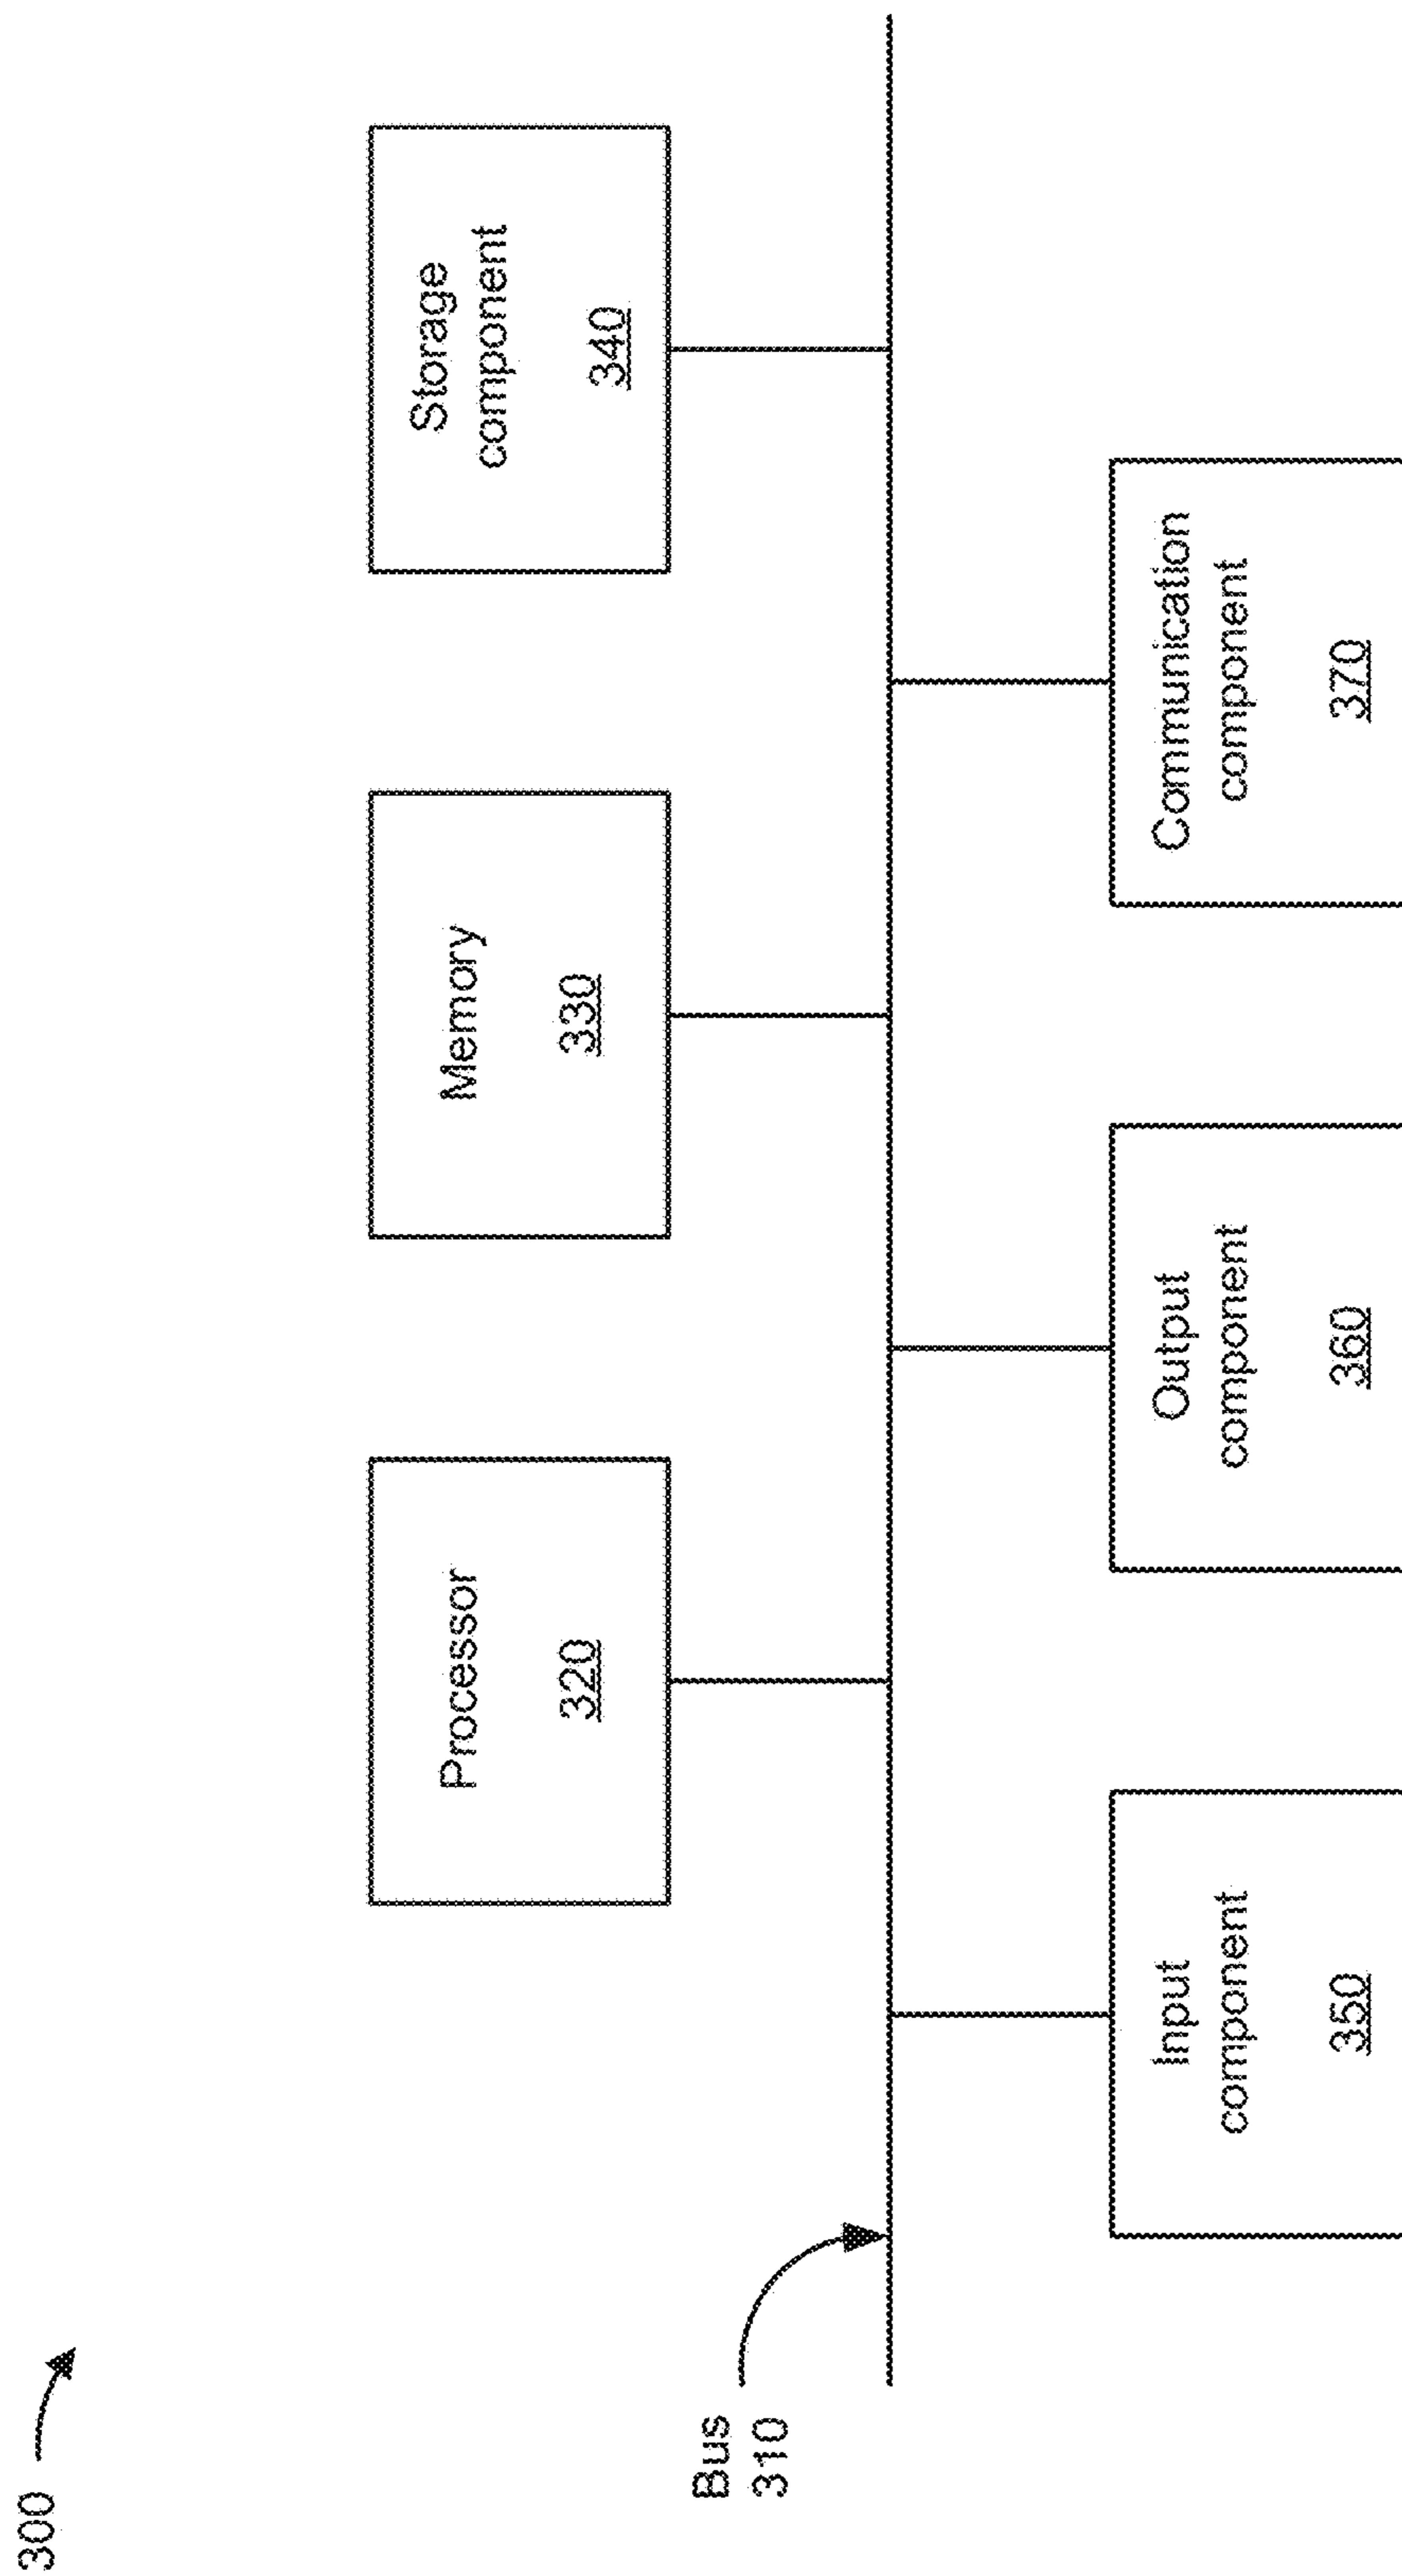 300
Processor
320
Memory
330
Storage
component
340
Bus
310
Input
component
350
Output
component
360
Communication
component
370